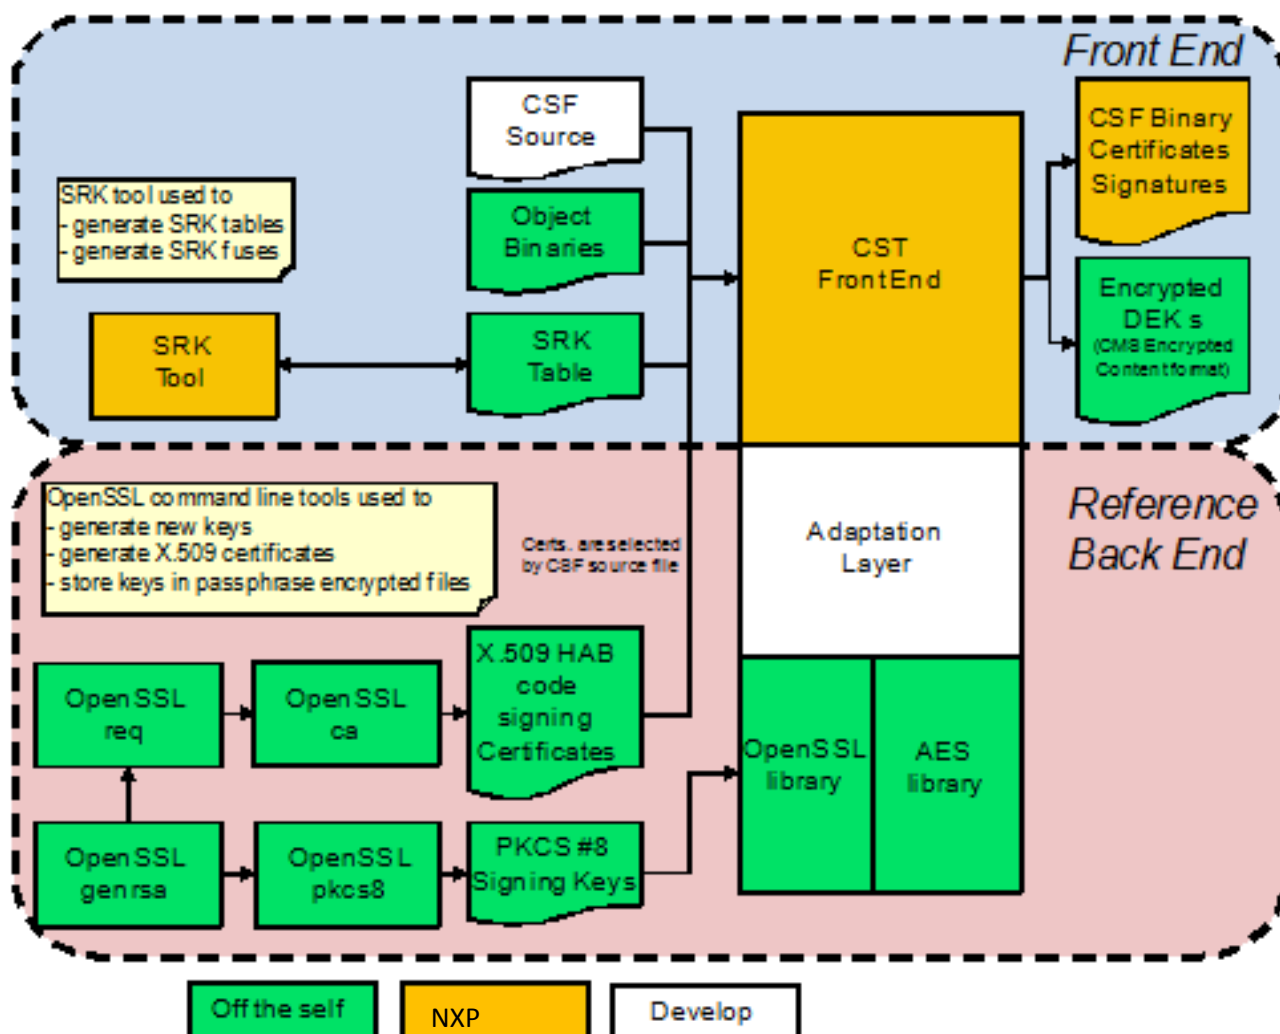 Front End
CSF
Source
CSF Binary
Certificates
Signatures
SRK tool used to
- generate SRK tables
- generate SRK fuses
Object
Binaries
CST
FrontEnd
Encrypted
DEK s
(CMS Encrypted
Content format)
SRK
Tool
SRK
Table
OpenSSL command line tools used to
- generate new keys
- generate X.509 certificates
- store keys in passphrase encrypted files
Certs. are selected
by CSF source file
Adaptation
Layer
Reference
Back End
OpenSSL
req
OpenSSL
ca
X.509 HAB
code
signing
Certificates
OpenSSL
library
AES
library
OpenSSL
genrsa
OpenSSL
pkcs8
PKCS #8
Signing Keys
Off the self
NXP
Develop